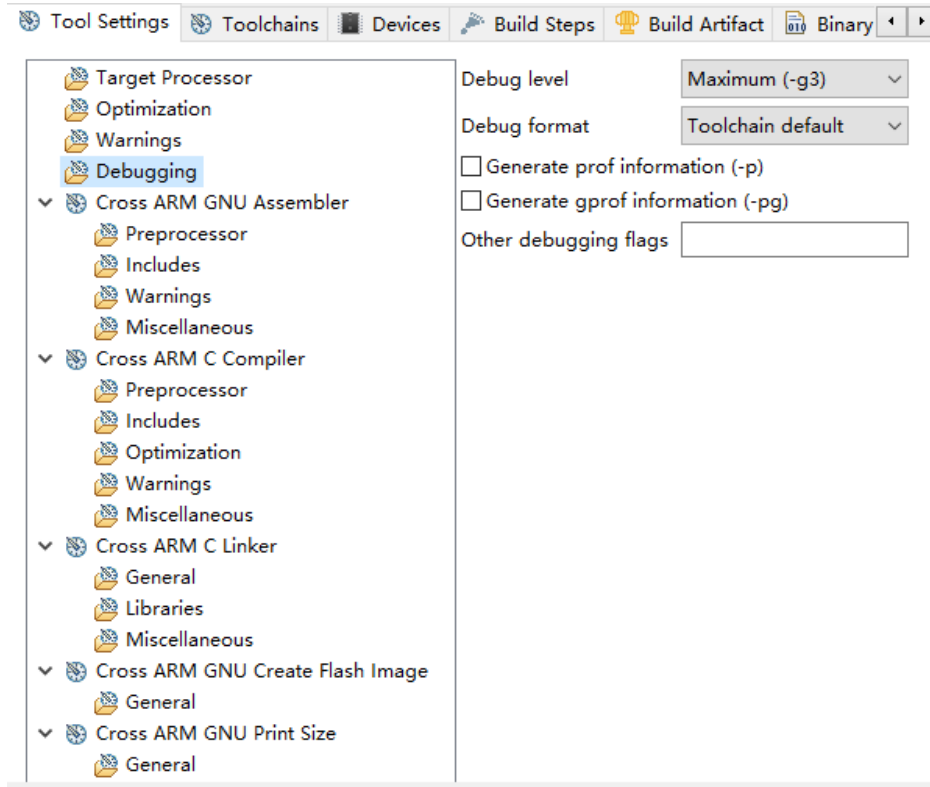 Tool Settings Toolchains Devices Build Steps Build Artifact Binary
Target Processor
Optimization
Warnings
Debugging
Cross ARM GNU Assembler
Preprocessor
Includes
Warnings
Miscellaneous
Cross ARM C Compiler
Preprocessor
Includes
Optimization
Warnings
Miscellaneous
Cross ARM C Linker
General
Libraries
Miscellaneous
Cross ARM GNU Create Flash Image
General
Cross ARM GNU Print Size
General
Debug level Maximum (-g3)
Debug format Toolchain default
Generate prof information (-p)
Generate gprof information (-pg)
Other debugging flags